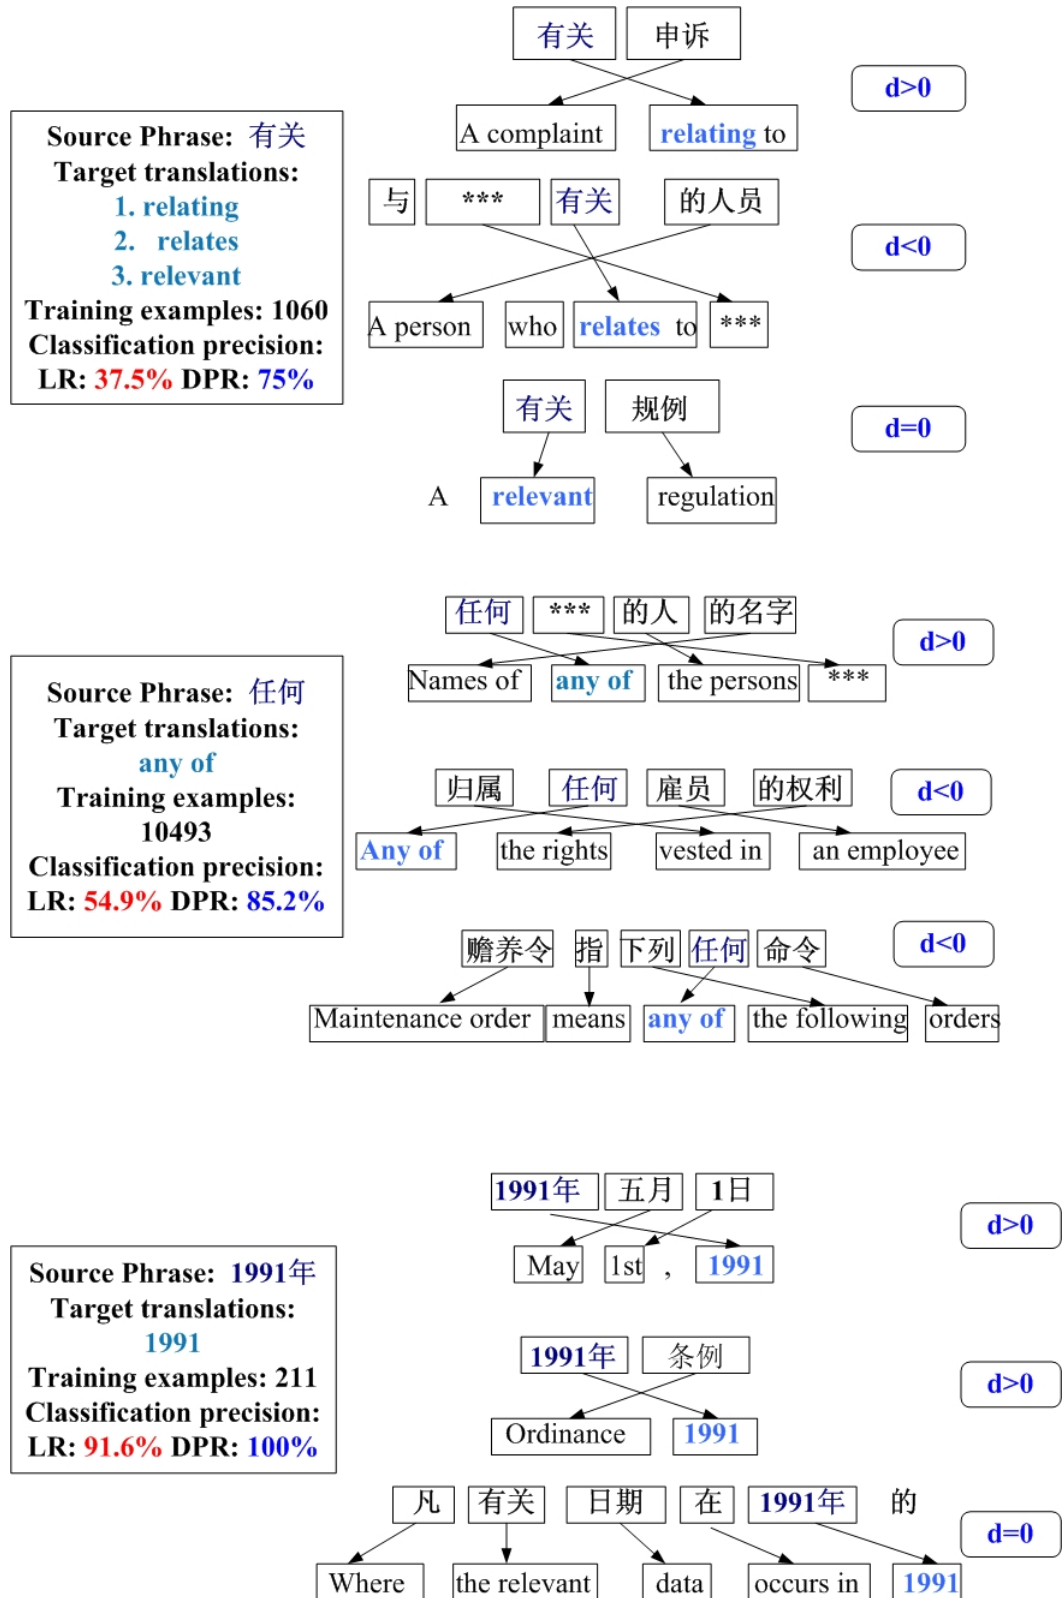 有关 申诉
d>0
A complaint relating to
Source Phrase: 有关
Target translations:
1. relating
2. relates
3. relevant
Training examples: 1060
Classification precision:
LR: 37.5% DPR: 75%
与 *** 有关 的人员
d<0
A person who relates to ***
有关 规例
d=0
A relevant regulation
任何 *** 的人 的名字
d>0
Names of any of the persons ***
Source Phrase: 任何
Target translations:
any of
Training examples:
10493
Classification precision:
LR: 54.9% DPR: 85.2%
归属 任何 雇员 的权利
d<0
Any of the rights vested in an employee
赡养令 指 下列 任何 命令
d<0
Maintenance order means any of the following orders
1991年 五月 1日
d>0
May 1st , 1991
Source Phrase: 1991年
Target translations:
1991
Training examples: 211
Classification precision:
LR: 91.6% DPR: 100%
1991年 条例
d>0
Ordinance 1991
凡 有关 日期 在 1991年 的
d=0
Where the relevant data occurs in 1991